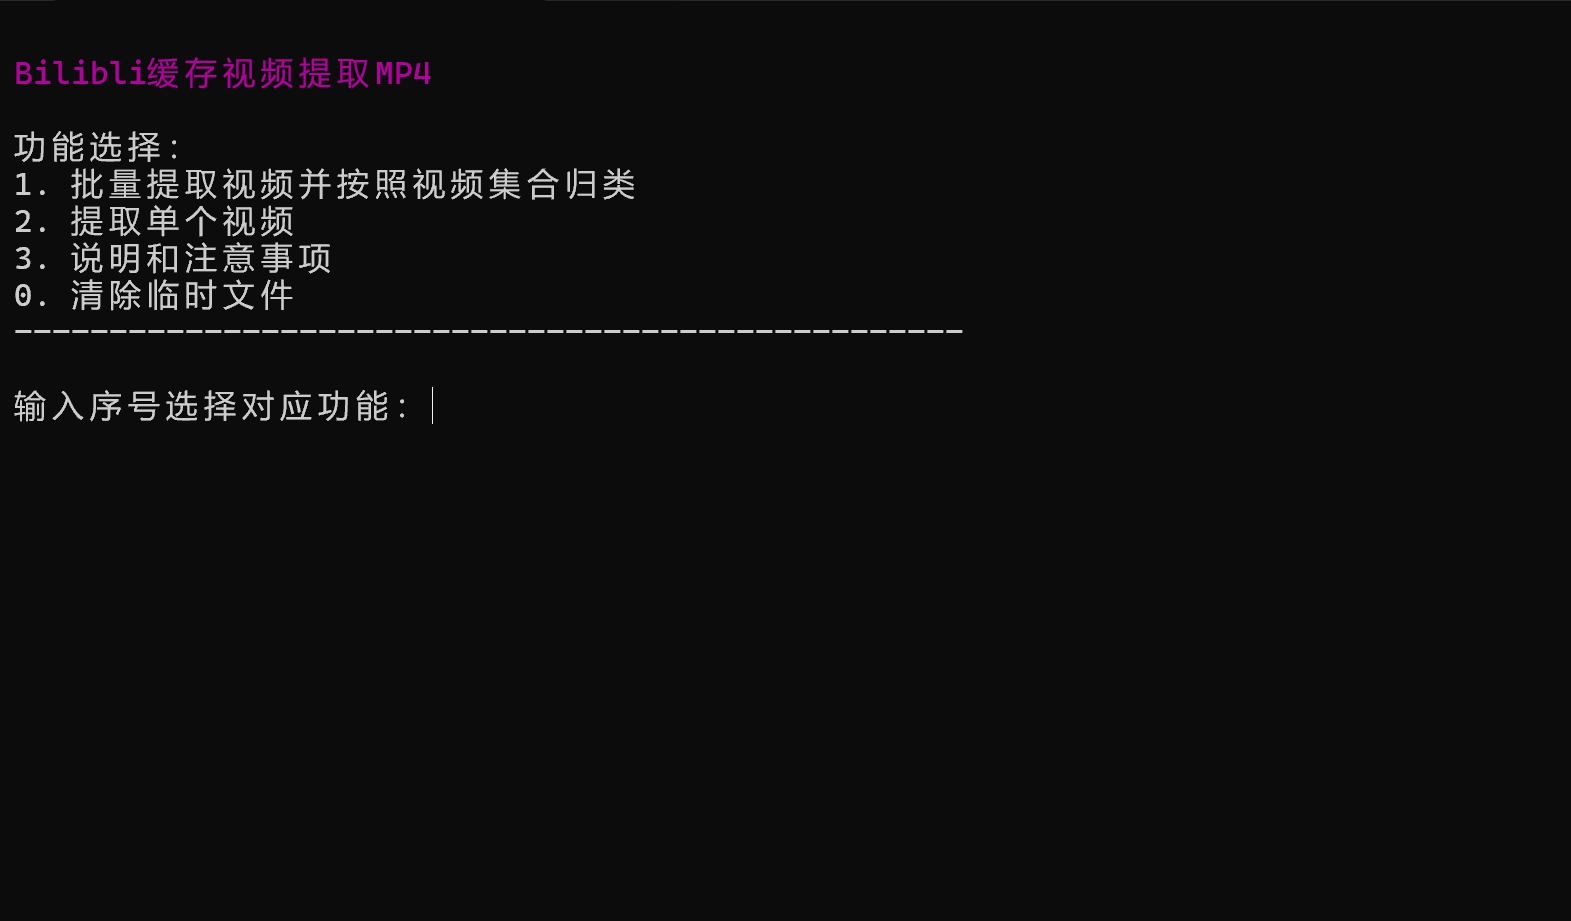 Bilibli缓存视频提取MP4
功能选择：
1. 批量提取视频并按照视频集合归类
2. 提取单个视频
3. 说明和注意事项
0. 清除临时文件
--------------------------------------------------
输入序号选择对应功能：